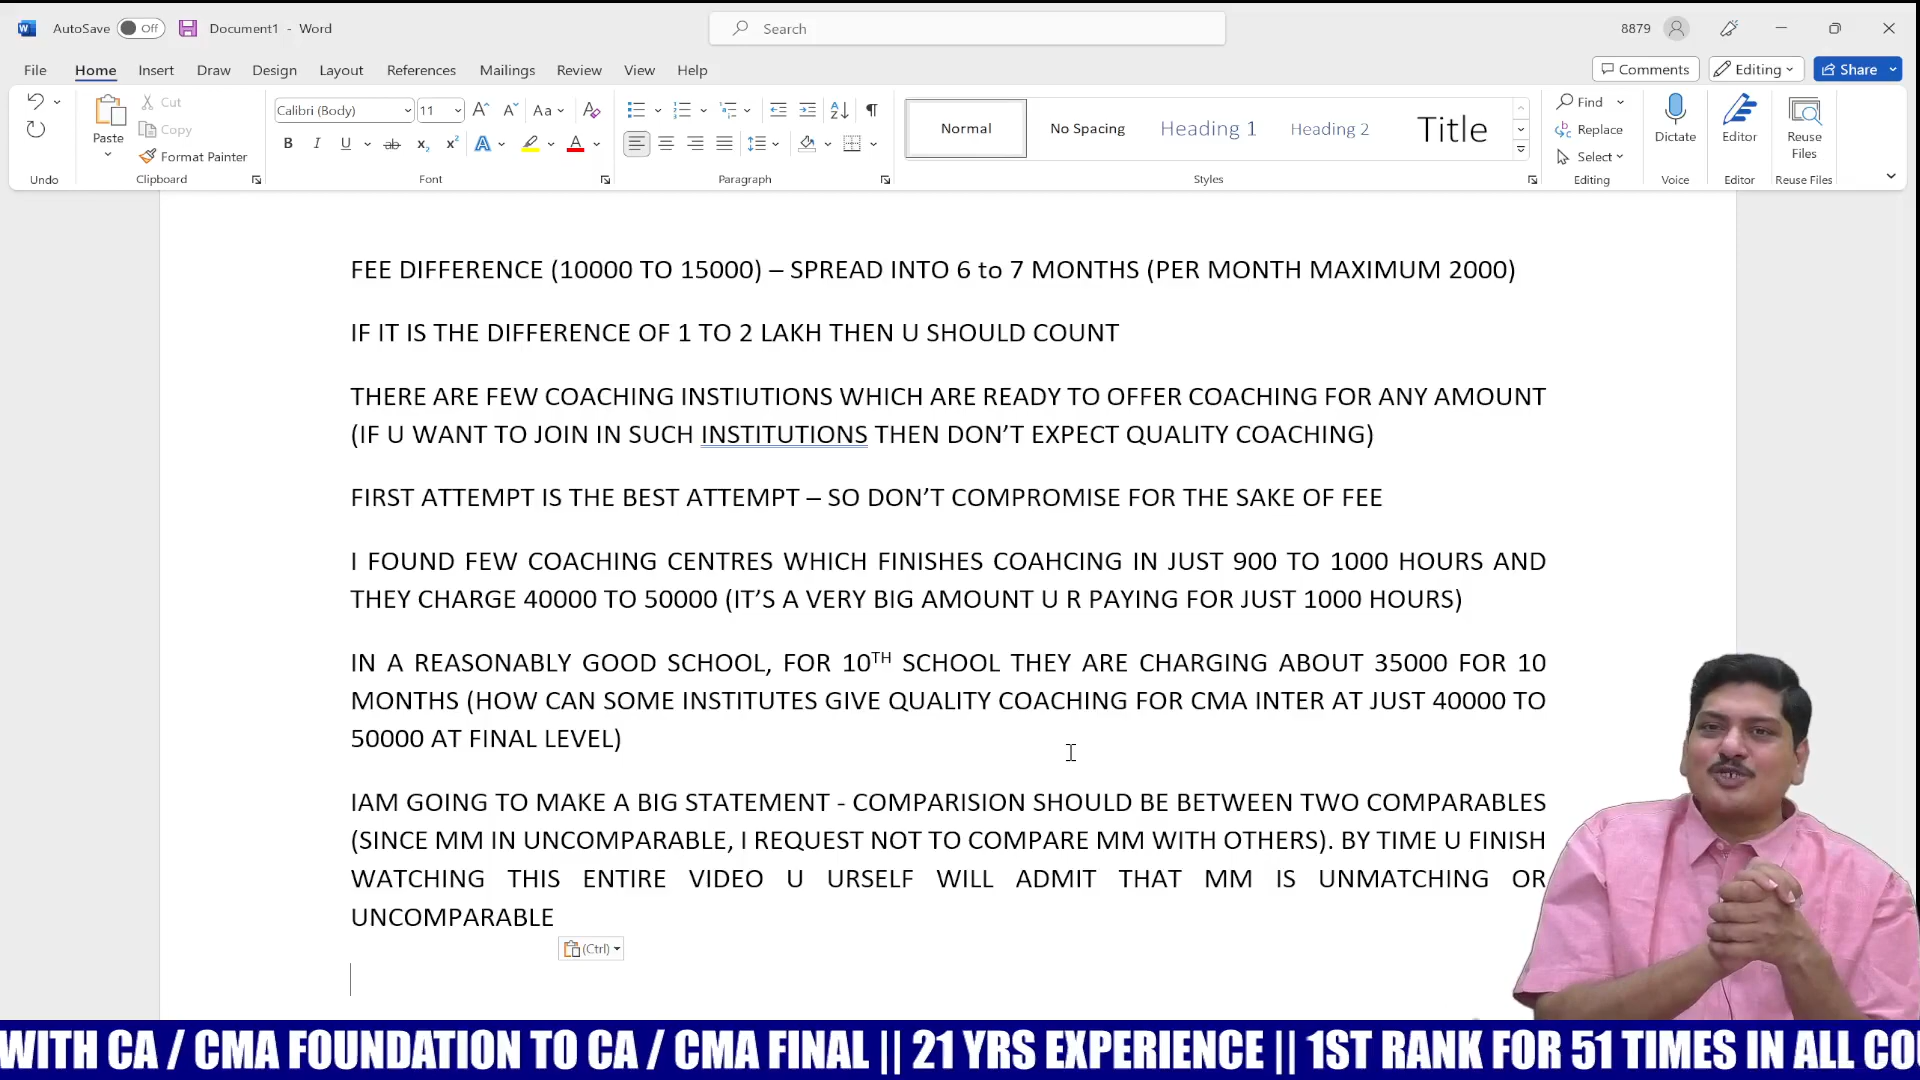 AutoSave Off Document1 - Word Search 8879
File Home Insert Draw Design Layout References Mailings Review View Help Comments Editing Share
Paste Cut Copy Format Painter
Calibri (Body) 11
Normal No Spacing Heading 1 Heading 2 Title
Find Replace Select
Dictate Editor Reuse Files
Undo Clipboard Font Paragraph Styles Editing Voice Editor Reuse Files
FEE DIFFERENCE (10000 TO 15000) – SPREAD INTO 6 to 7 MONTHS (PER MONTH MAXIMUM 2000)
IF IT IS THE DIFFERENCE OF 1 TO 2 LAKH THEN U SHOULD COUNT
THERE ARE FEW COACHING INSTIUTIONS WHICH ARE READY TO OFFER COACHING FOR ANY AMOUNT
(IF U WANT TO JOIN IN SUCH INSTITUTIONS THEN DON’T EXPECT QUALITY COACHING)
FIRST ATTEMPT IS THE BEST ATTEMPT – SO DON’T COMPROMISE FOR THE SAKE OF FEE
I FOUND FEW COACHING CENTRES WHICH FINISHES COAHCING IN JUST 900 TO 1000 HOURS AND
THEY CHARGE 40000 TO 50000 (IT’S A VERY BIG AMOUNT U R PAYING FOR JUST 1000 HOURS)
IN A REASONABLY GOOD SCHOOL, FOR 10TH SCHOOL THEY ARE CHARGING ABOUT 35000 FOR 10
MONTHS (HOW CAN SOME INSTITUTES GIVE QUALITY COACHING FOR CMA INTER AT JUST 40000 TO
50000 AT FINAL LEVEL)
IAM GOING TO MAKE A BIG STATEMENT - COMPARISION SHOULD BE BETWEEN TWO COMPARABLES
(SINCE MM IN UNCOMPARABLE, I REQUEST NOT TO COMPARE MM WITH OTHERS). BY TIME U FINISH
WATCHING THIS ENTIRE VIDEO U URSELF WILL ADMIT THAT MM IS UNMATCHING OR
UNCOMPARABLE
(Ctrl)
WITH CA / CMA FOUNDATION TO CA / CMA FINAL || 21 YRS EXPERIENCE || 1ST RANK FOR 51 TIMES IN ALL